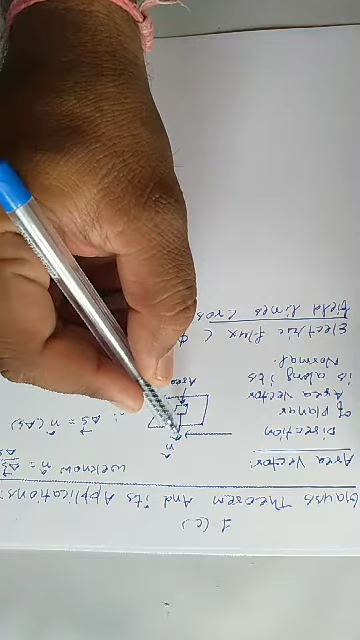 1(c)
Gauss Theorem And its Applications:
Area Vector:
Direction
of planar
Area vector
is along its
Normal.
we know
n̂ = ΔS
ΔS
∴ ΔS⃗ = n̂ (ΔS)
n̂
Area
Electric flux (ϕ
field lines cross